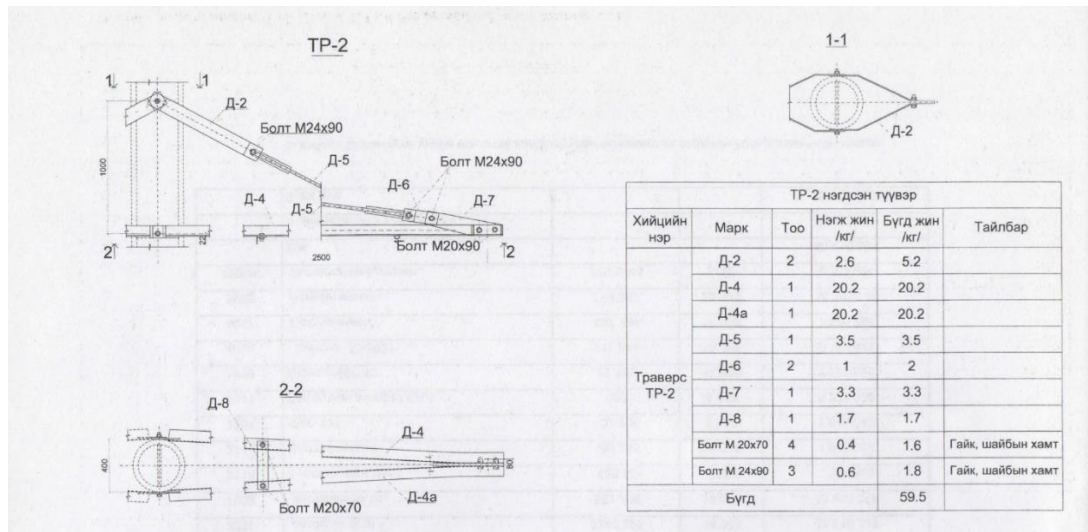 ТР-2
1-1
1 1
Д-2
Болт М24х90
Д-2
1000
Д-5
Болт М24х90
Д-6
Д-4
Д-5
Д-7
2 Болт М20х90 2
2500
2-2
Д-8
Д-4
400
80
Д-4а
Болт М20х70
ТР-2 нэгдсэн түүвэр
Хийцийн нэр Марк Тоо Нэгж жин /кг/ Бүгд жин /кг/ Тайлбар
Траверс ТР-2
Д-2 2 2.6 5.2
Д-4 1 20.2 20.2
Д-4а 1 20.2 20.2
Д-5 1 3.5 3.5
Д-6 2 1 2
Д-7 1 3.3 3.3
Д-8 1 1.7 1.7
Болт М 20х70 4 0.4 1.6 Гайк, шайбын хамт
Болт М 24х90 3 0.6 1.8 Гайк, шайбын хамт
Бүгд 59.5